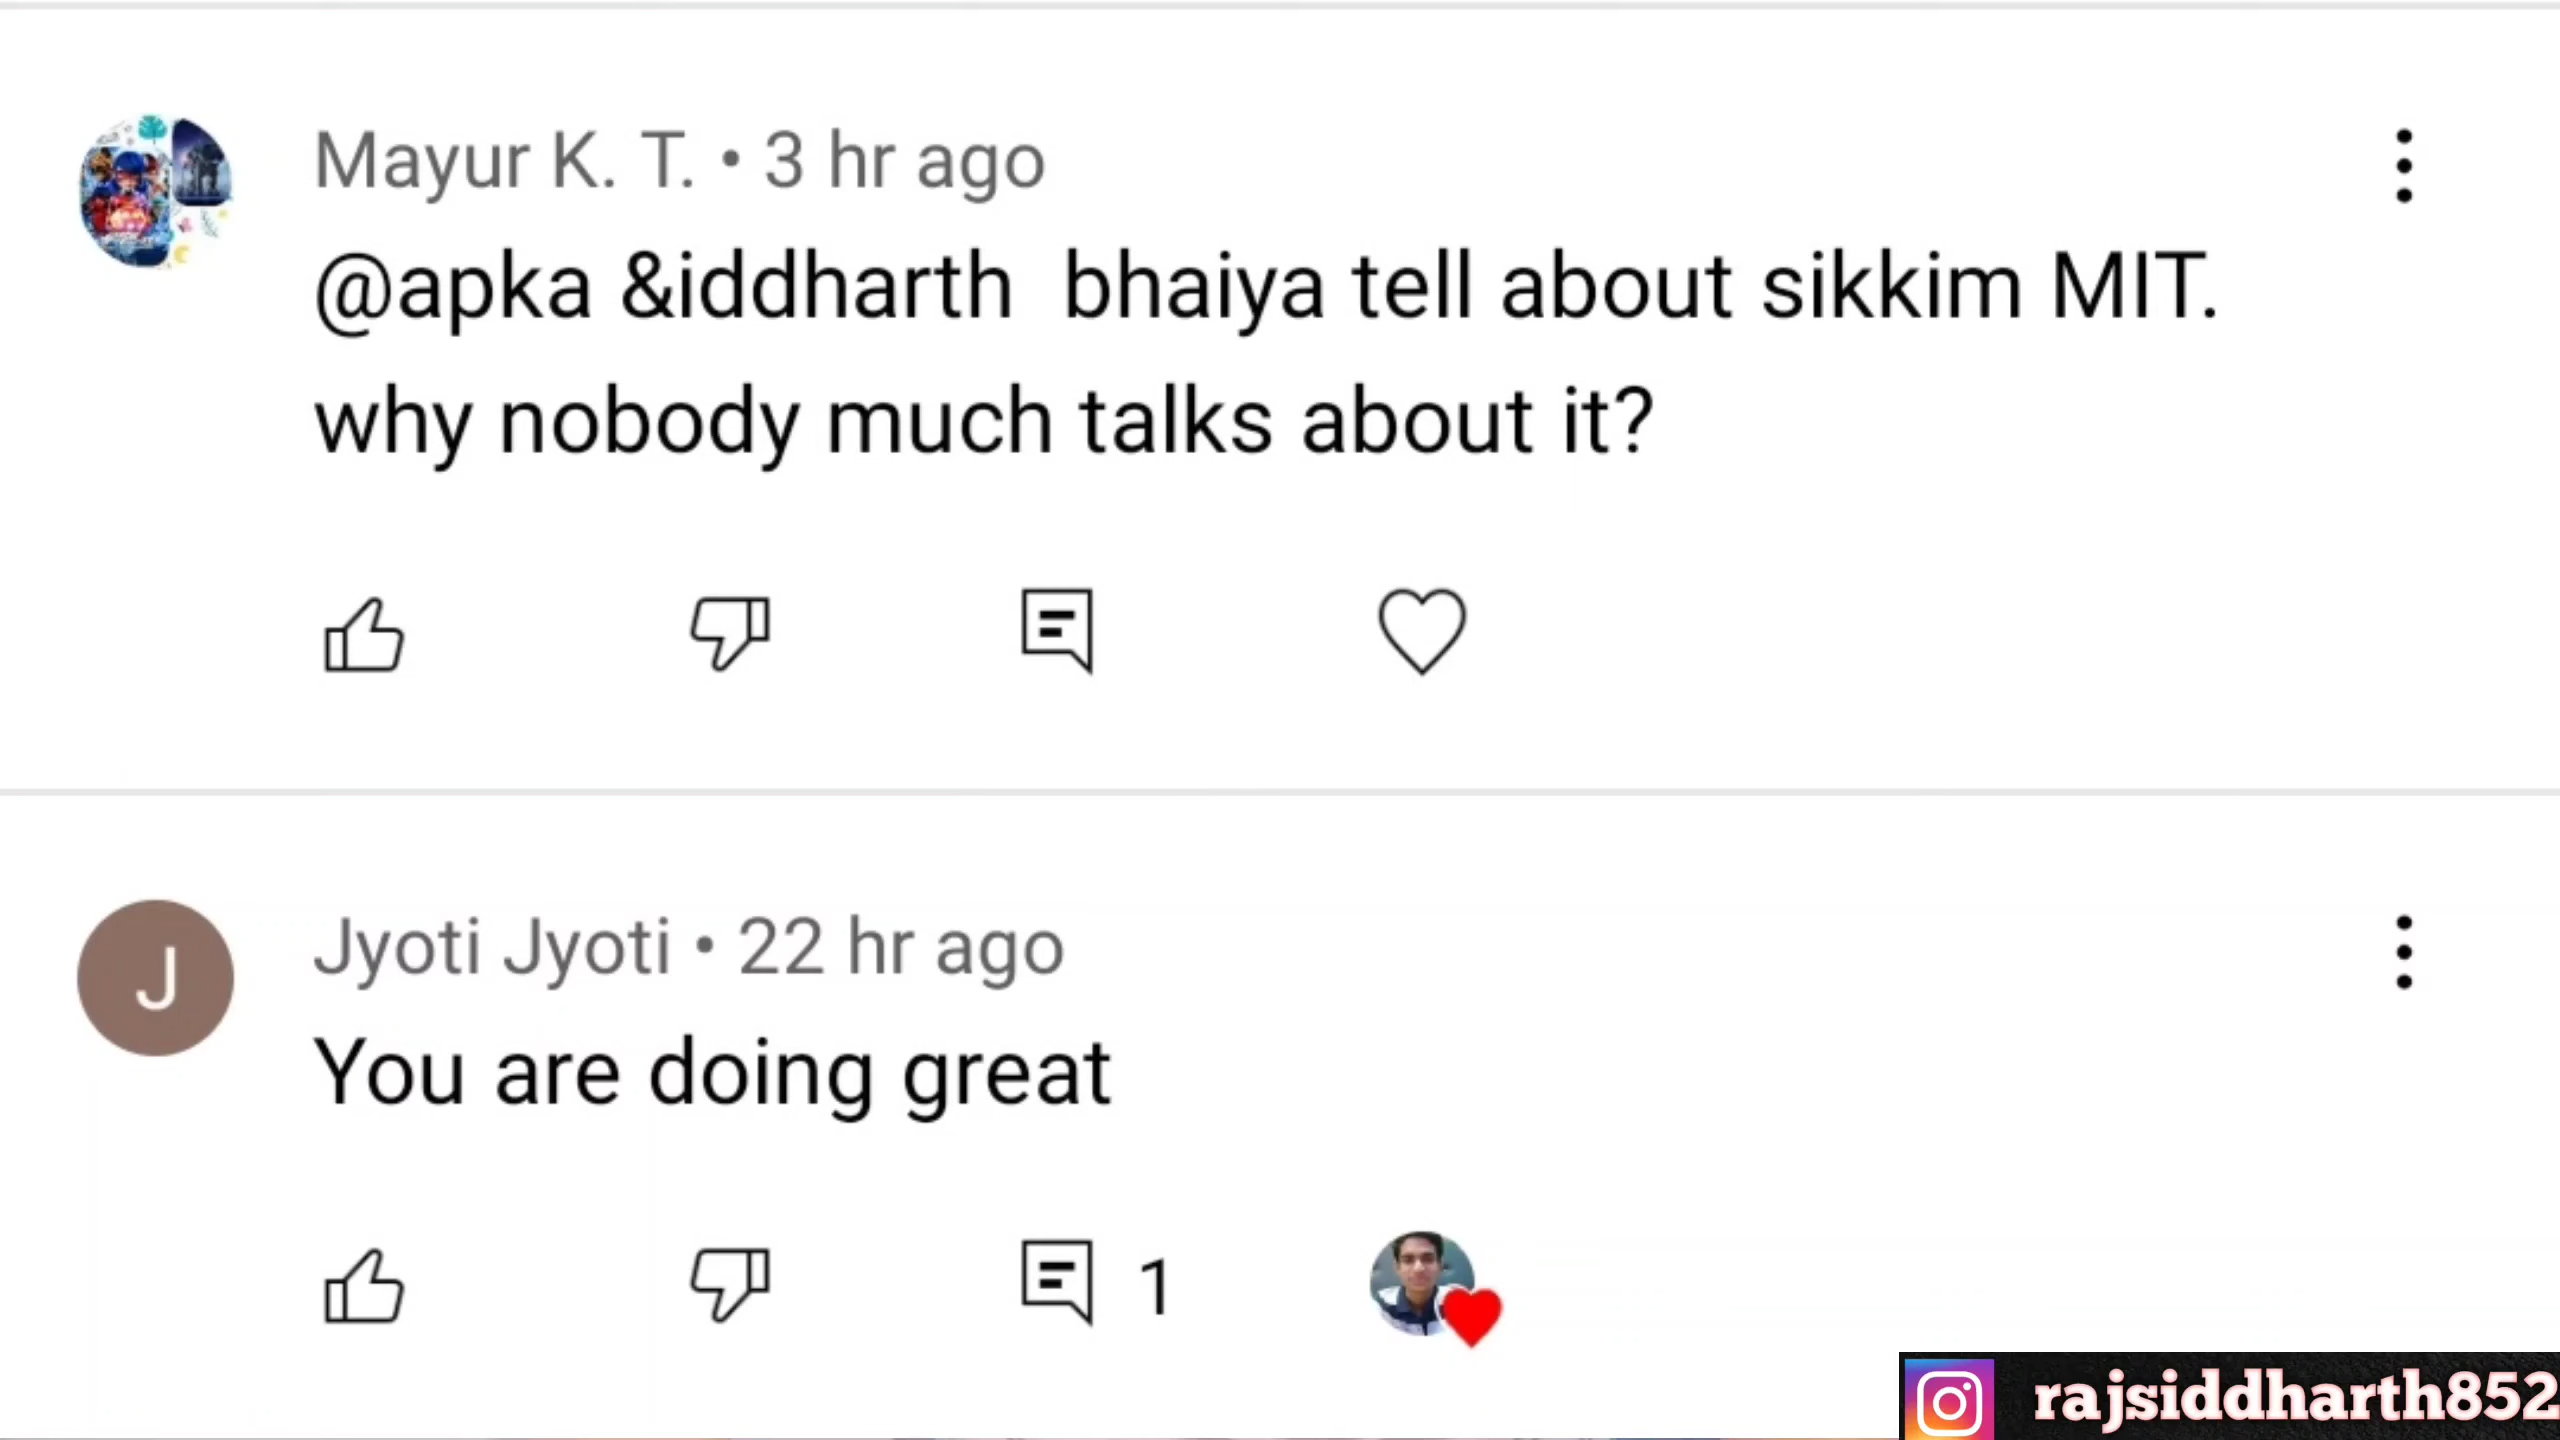 Mayur K. T. • 3 hr ago
@apka &iddharth  bhaiya tell about sikkim MIT.
why nobody much talks about it?
J
Jyoti Jyoti • 22 hr ago
You are doing great
1
rajsiddharth852